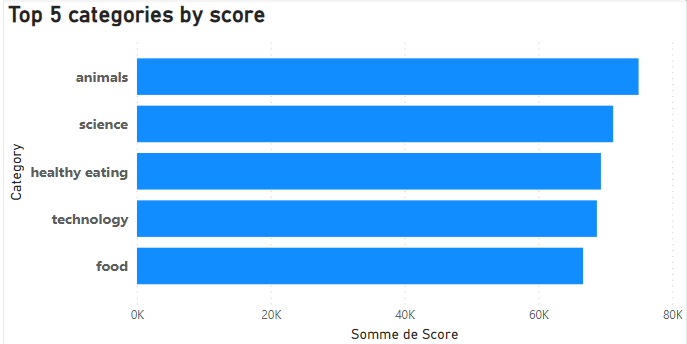 Top 5 categories by score
Category
animals
science
healthy eating
technology
food
0K 20K 40K 60K 80K
Somme de Score